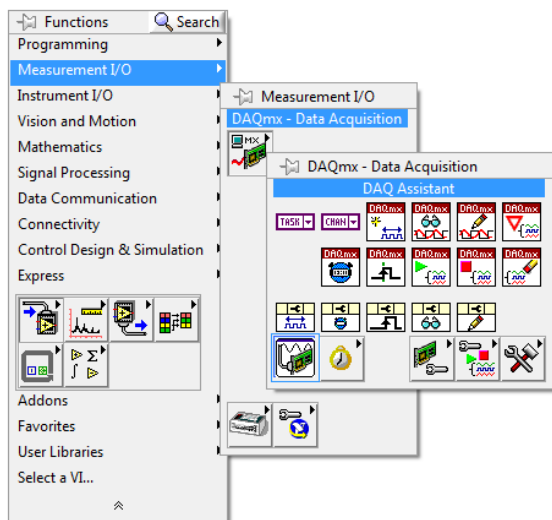 Functions
Search
Programming
Measurement I/O
Instrument I/O
Vision and Motion
Mathematics
Signal Processing
Data Communication
Connectivity
Control Design & Simulation
Express
Addons
Favorites
User Libraries
Select a VI...
Measurement I/O
DAQmx - Data Acquisition
MX
DAQmx - Data Acquisition
DAQ Assistant
TASK
CHAN
DAQmx
DAQmx
DAQmx
DAQmx
DAQmx
DAQmx
DAQmx
DAQmx
DAQmx